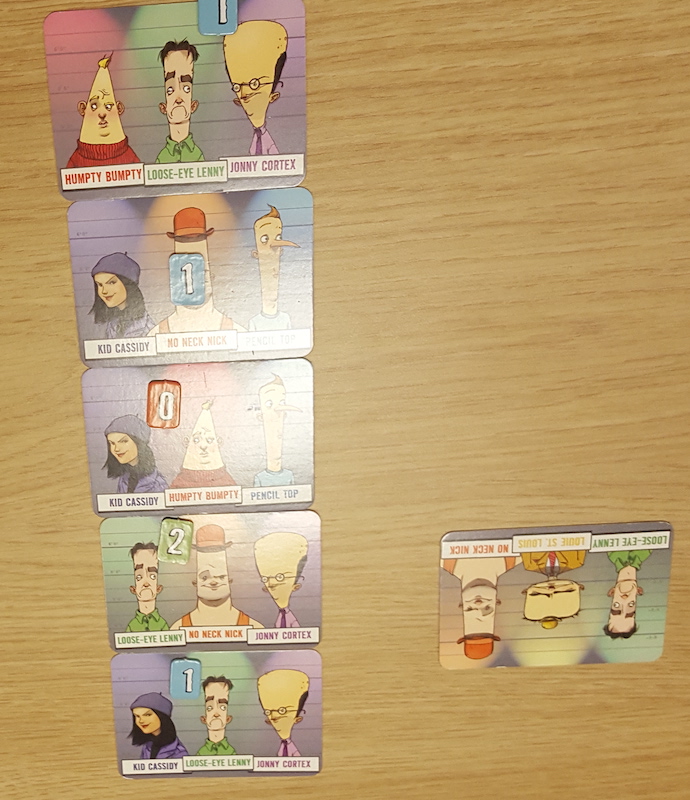 1
HUMPTY BUMPTY LOOSE-EYE LENNY JONNY CORTEX
1
KID CASSIDY NO NECK NICK PENCIL TOP
0
KID CASSIDY HUMPTY BUMPTY PENCIL TOP
2
LOOSE-EYE LENNY NO NECK NICK JONNY CORTEX
1
KID CASSIDY LOOSE-EYE LENNY JONNY CORTEX
LOOSE-EYE LENNY LOUIE ST. LOUIS NO NECK NICK